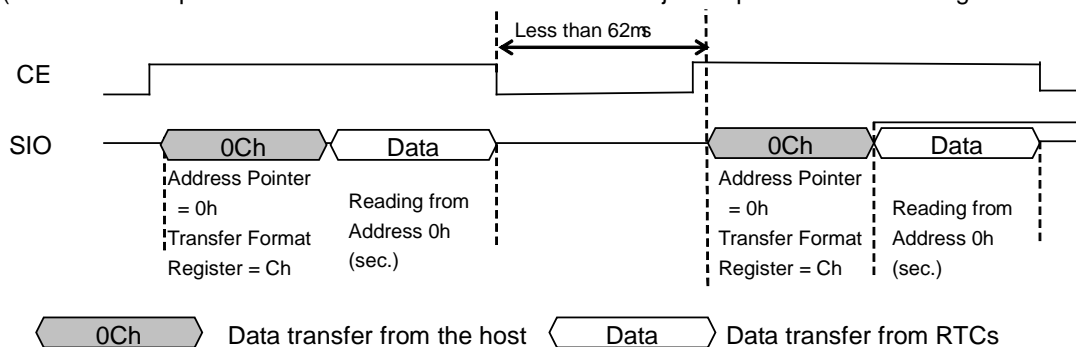 Less than 62ms
CE
SIO
0Ch
Data
0Ch
Data
Address Pointer
= 0h
Transfer Format
Register = Ch
Reading from
Address 0h
(sec.)
Address Pointer
= 0h
Transfer Format
Register = Ch
Reading from
Address 0h
(sec.)
0Ch
Data transfer from the host
Data
Data transfer from RTCs